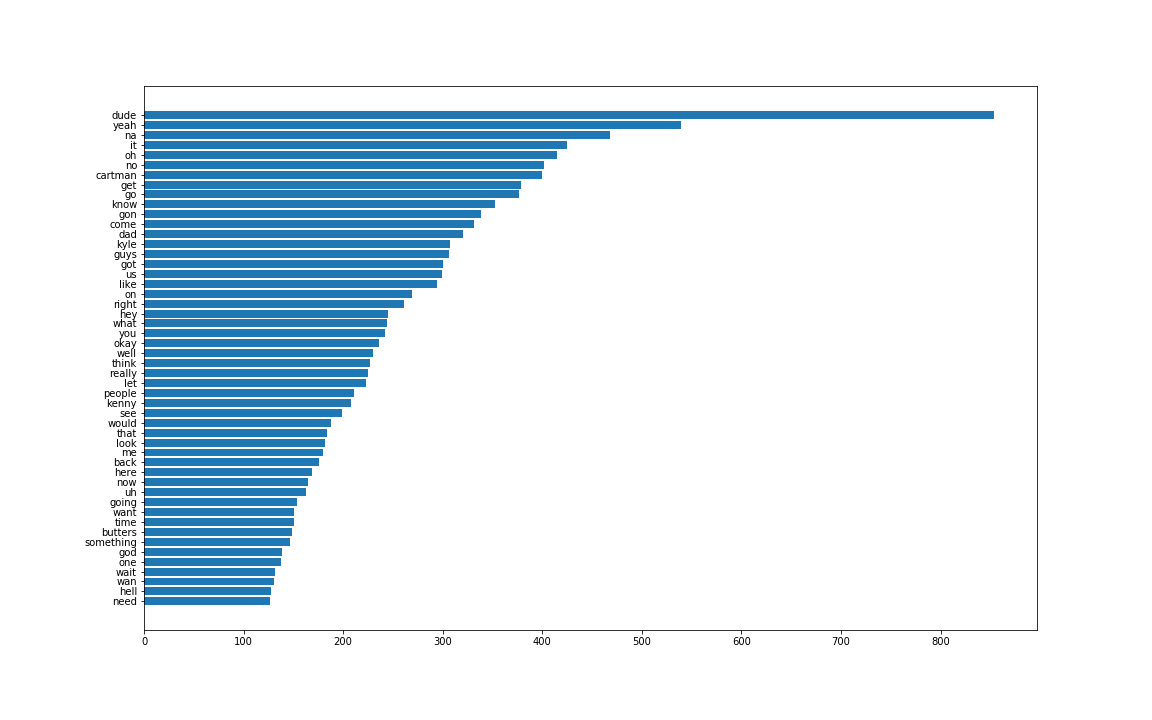 dude
yeah
na
it
oh
no
cartman
get
go
know
gon
come
dad
kyle
guys
got
us
like
on
right
hey
what
you
okay
well
think
really
let
people
kenny
see
would
that
look
me
back
here
now
uh
going
want
time
butters
something
god
one
wait
wan
hell
need
0 100 200 300 400 500 600 700 800